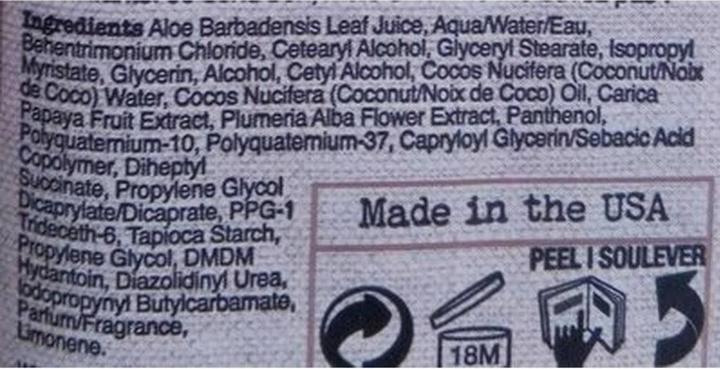 Ingredients Aloe Barbadensis Leaf Juice, Aqua/Water/Eau,
Behentrimonium Chloride, Cetearyl Alcohol, Glyceryl Stearate, Isopropyl
Myristate, Glycerin, Alcohol, Cetyl Alcohol, Cocos Nucifera (Coconut/Noix
de Coco) Water, Cocos Nucifera (Coconut/Noix de Coco) Oil, Carica
Papaya Fruit Extract, Plumeria Alba Flower Extract, Panthenol,
Polyquaternium-10, Polyquaternium-37, Capryloyl Glycerin/Sebacic Acid
Copolymer, Diheptyl
Succinate, Propylene Glycol
Dicaprylate/Dicaprate, PPG-1
Trideceth-6, Tapioca Starch,
Propylene Glycol, DMDM
Hydantoin, Diazolidinyl Urea,
Iodopropynyl Butylcarbamate,
Parfum/Fragrance,
Limonene.
Made in the USA
PEEL I SOULEVER
18M